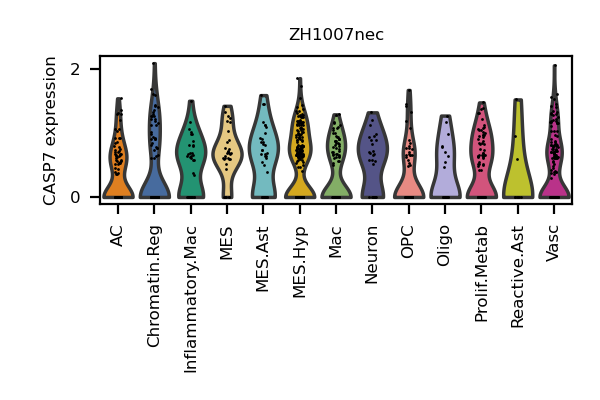 ZH1007nec
CASP7 expression
2
0
AC
Chromatin.Reg
Inflammatory.Mac
MES
MES.Ast
MES.Hyp
Mac
Neuron
OPC
Oligo
Prolif.Metab
Reactive.Ast
Vasc